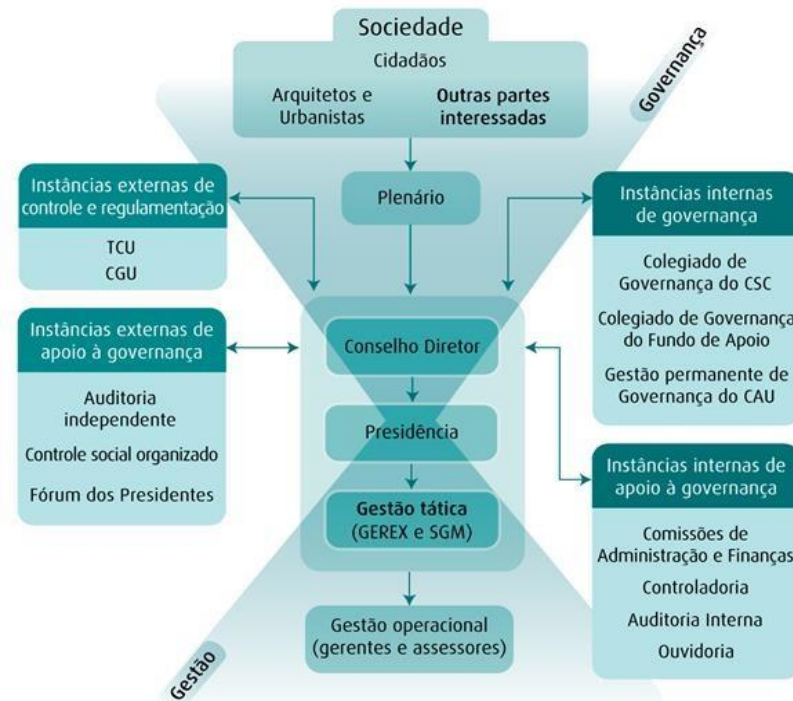 Sociedade
Cidadãos
Arquitetos e
Urbanistas
Outras partes
interessadas
Governança
Plenário
Instâncias externas de
controle e regulamentação
TCU
CGU
Instâncias externas de
apoio à governança
Auditoria
independente
Controle social organizado
Fórum dos Presidentes
Conselho Diretor
Presidência
Gestão tática
(GEREX e SGM)
Gestão operacional
(gerentes e assessores)
Gestão
Instâncias internas
de governança
Colegiado de
Governança do CSC
Colegiado de Governança
do Fundo de Apoio
Gestão permanente de
Governança do CAU
Instâncias internas de
apoio à governança
Comissões de
Administração e Finanças
Controladoria
Auditoria Interna
Ouvidoria